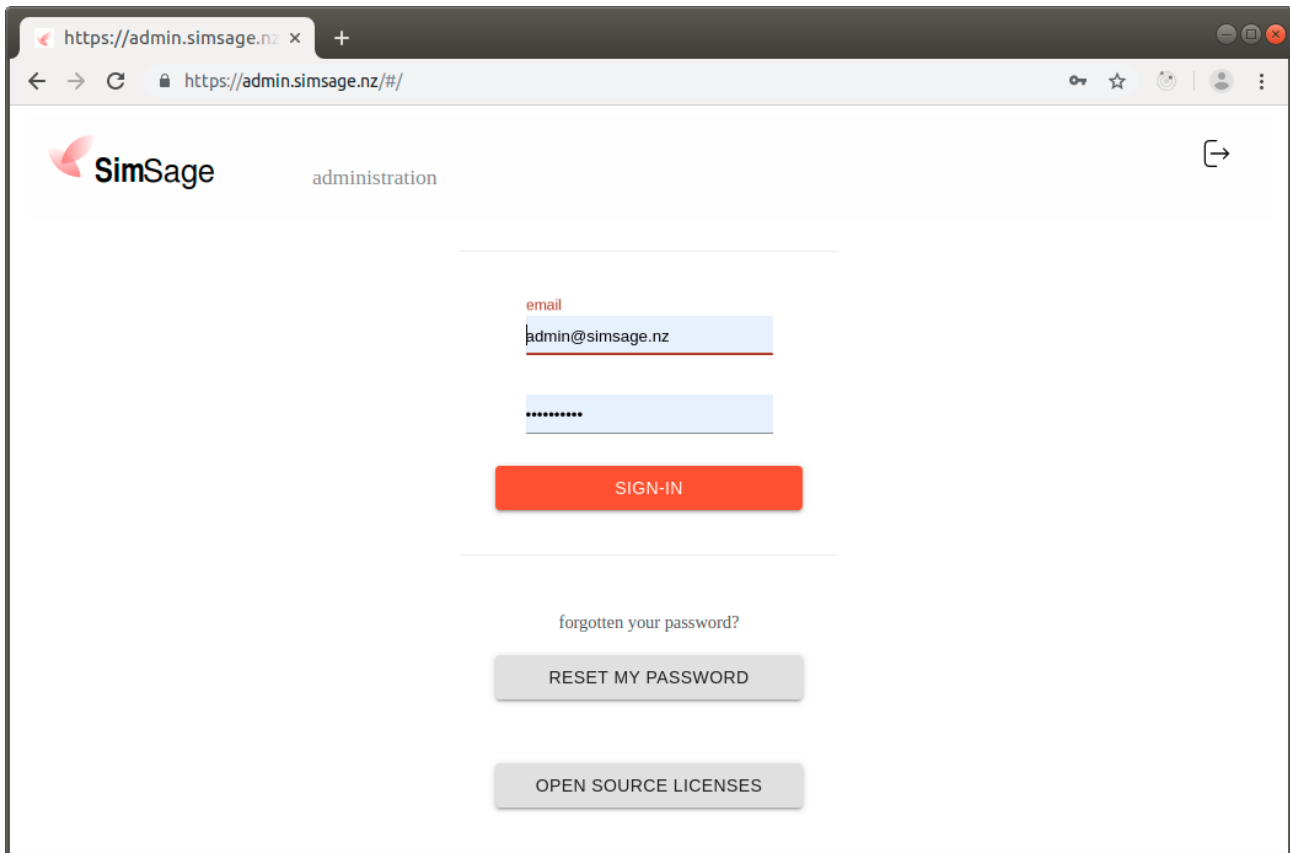 https://admin.simsage.nz
https://admin.simsage.nz/#/
SimSage
administration
email
admin@simsage.nz
••••••••••
SIGN-IN
forgotten your password?
RESET MY PASSWORD
OPEN SOURCE LICENSES